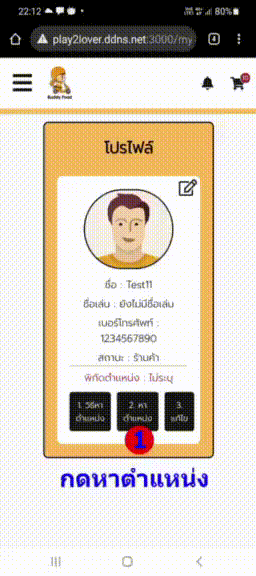 22:12
80%
play2lover.ddns.net:3000/my
4
Buddy Food
โปรไฟล์
ชื่อ : Test11
ชื่อเล่น : ยังไม่มีชื่อเล่น
เบอร์โทรศัพท์ :
1234567890
สถานะ : ร้านค้า
พิกัดตำแหน่ง : ไม่ระบุ
1. วิธีหา
ตำแหน่ง
2. หา
ตำแหน่ง
3.
แก้ไข
1
กดหาตำแหน่ง